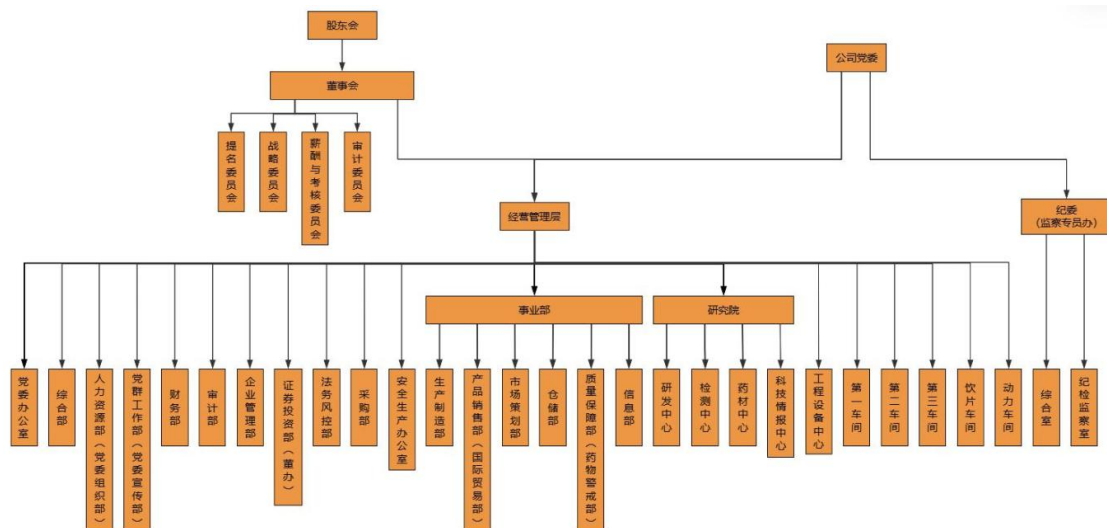 股东会
公司党委
董事会
提名委员会
战略委员会
薪酬与考核委员会
审计委员会
经营管理层
纪委
（监察专员办）
事业部
研究院
党委办公室
综合部
人力资源部（党委组织部）
党群工作部（党委宣传部）
财务部
审计部
企业管理部
证券投资部（董办）
法务风控部
采购部
安全生产办公室
生产制造部
产品销售部（国际贸易部）
市场策划部
仓储部
质量保障部（药物警戒部）
信息部
研发中心
检测中心
药材中心
科技情报中心
工程设备中心
第一车间
第二车间
第三车间
饮片车间
动力车间
综合室
纪检监察室